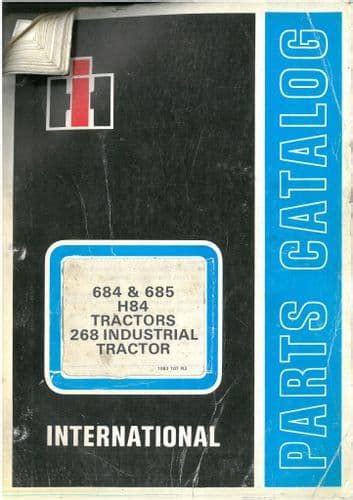 684 & 685
H84
TRACTORS
268 INDUSTRIAL
TRACTOR
INTERNATIONAL
PARTS CATALOG